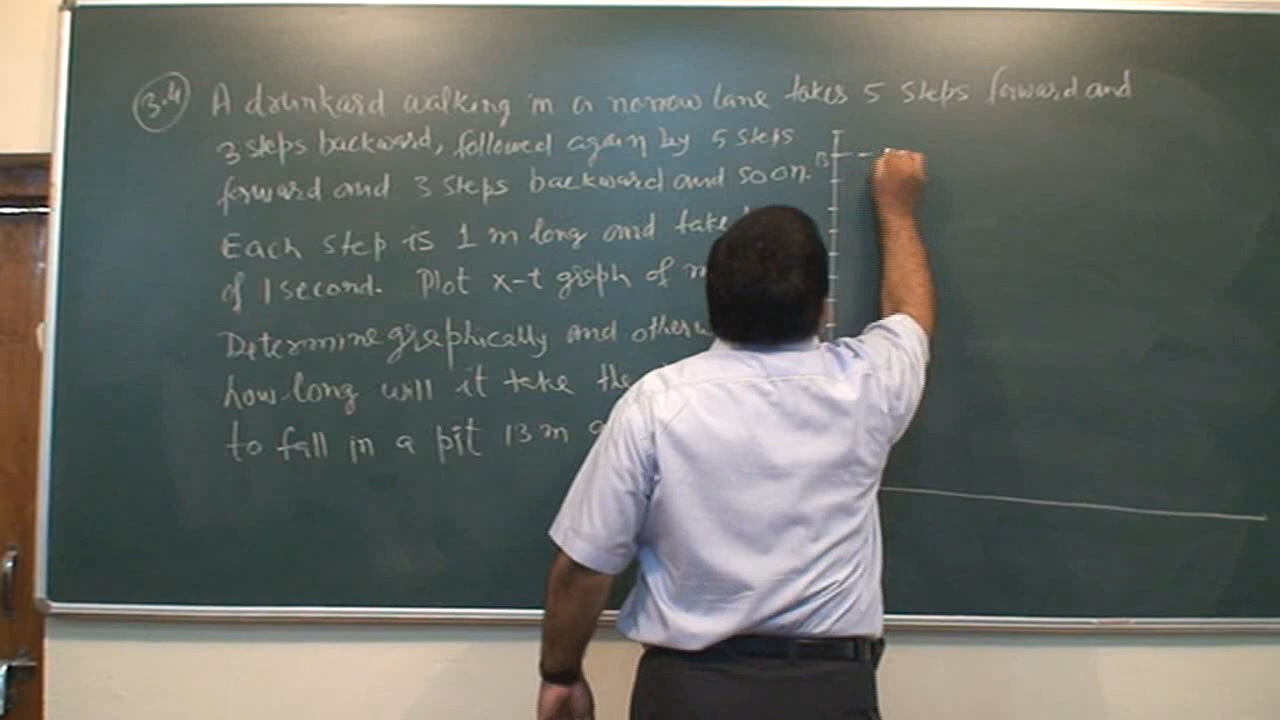 3.4 A drunkard walking in a narrow lane takes 5 steps forward and
3 steps backward, followed again by 5 steps
forward and 3 steps backward and so on.
Each step is 1 m long and take
of 1 second. Plot x-t graph of
Determine graphically and
how long will it take the
to fall in a pit 13 m
13